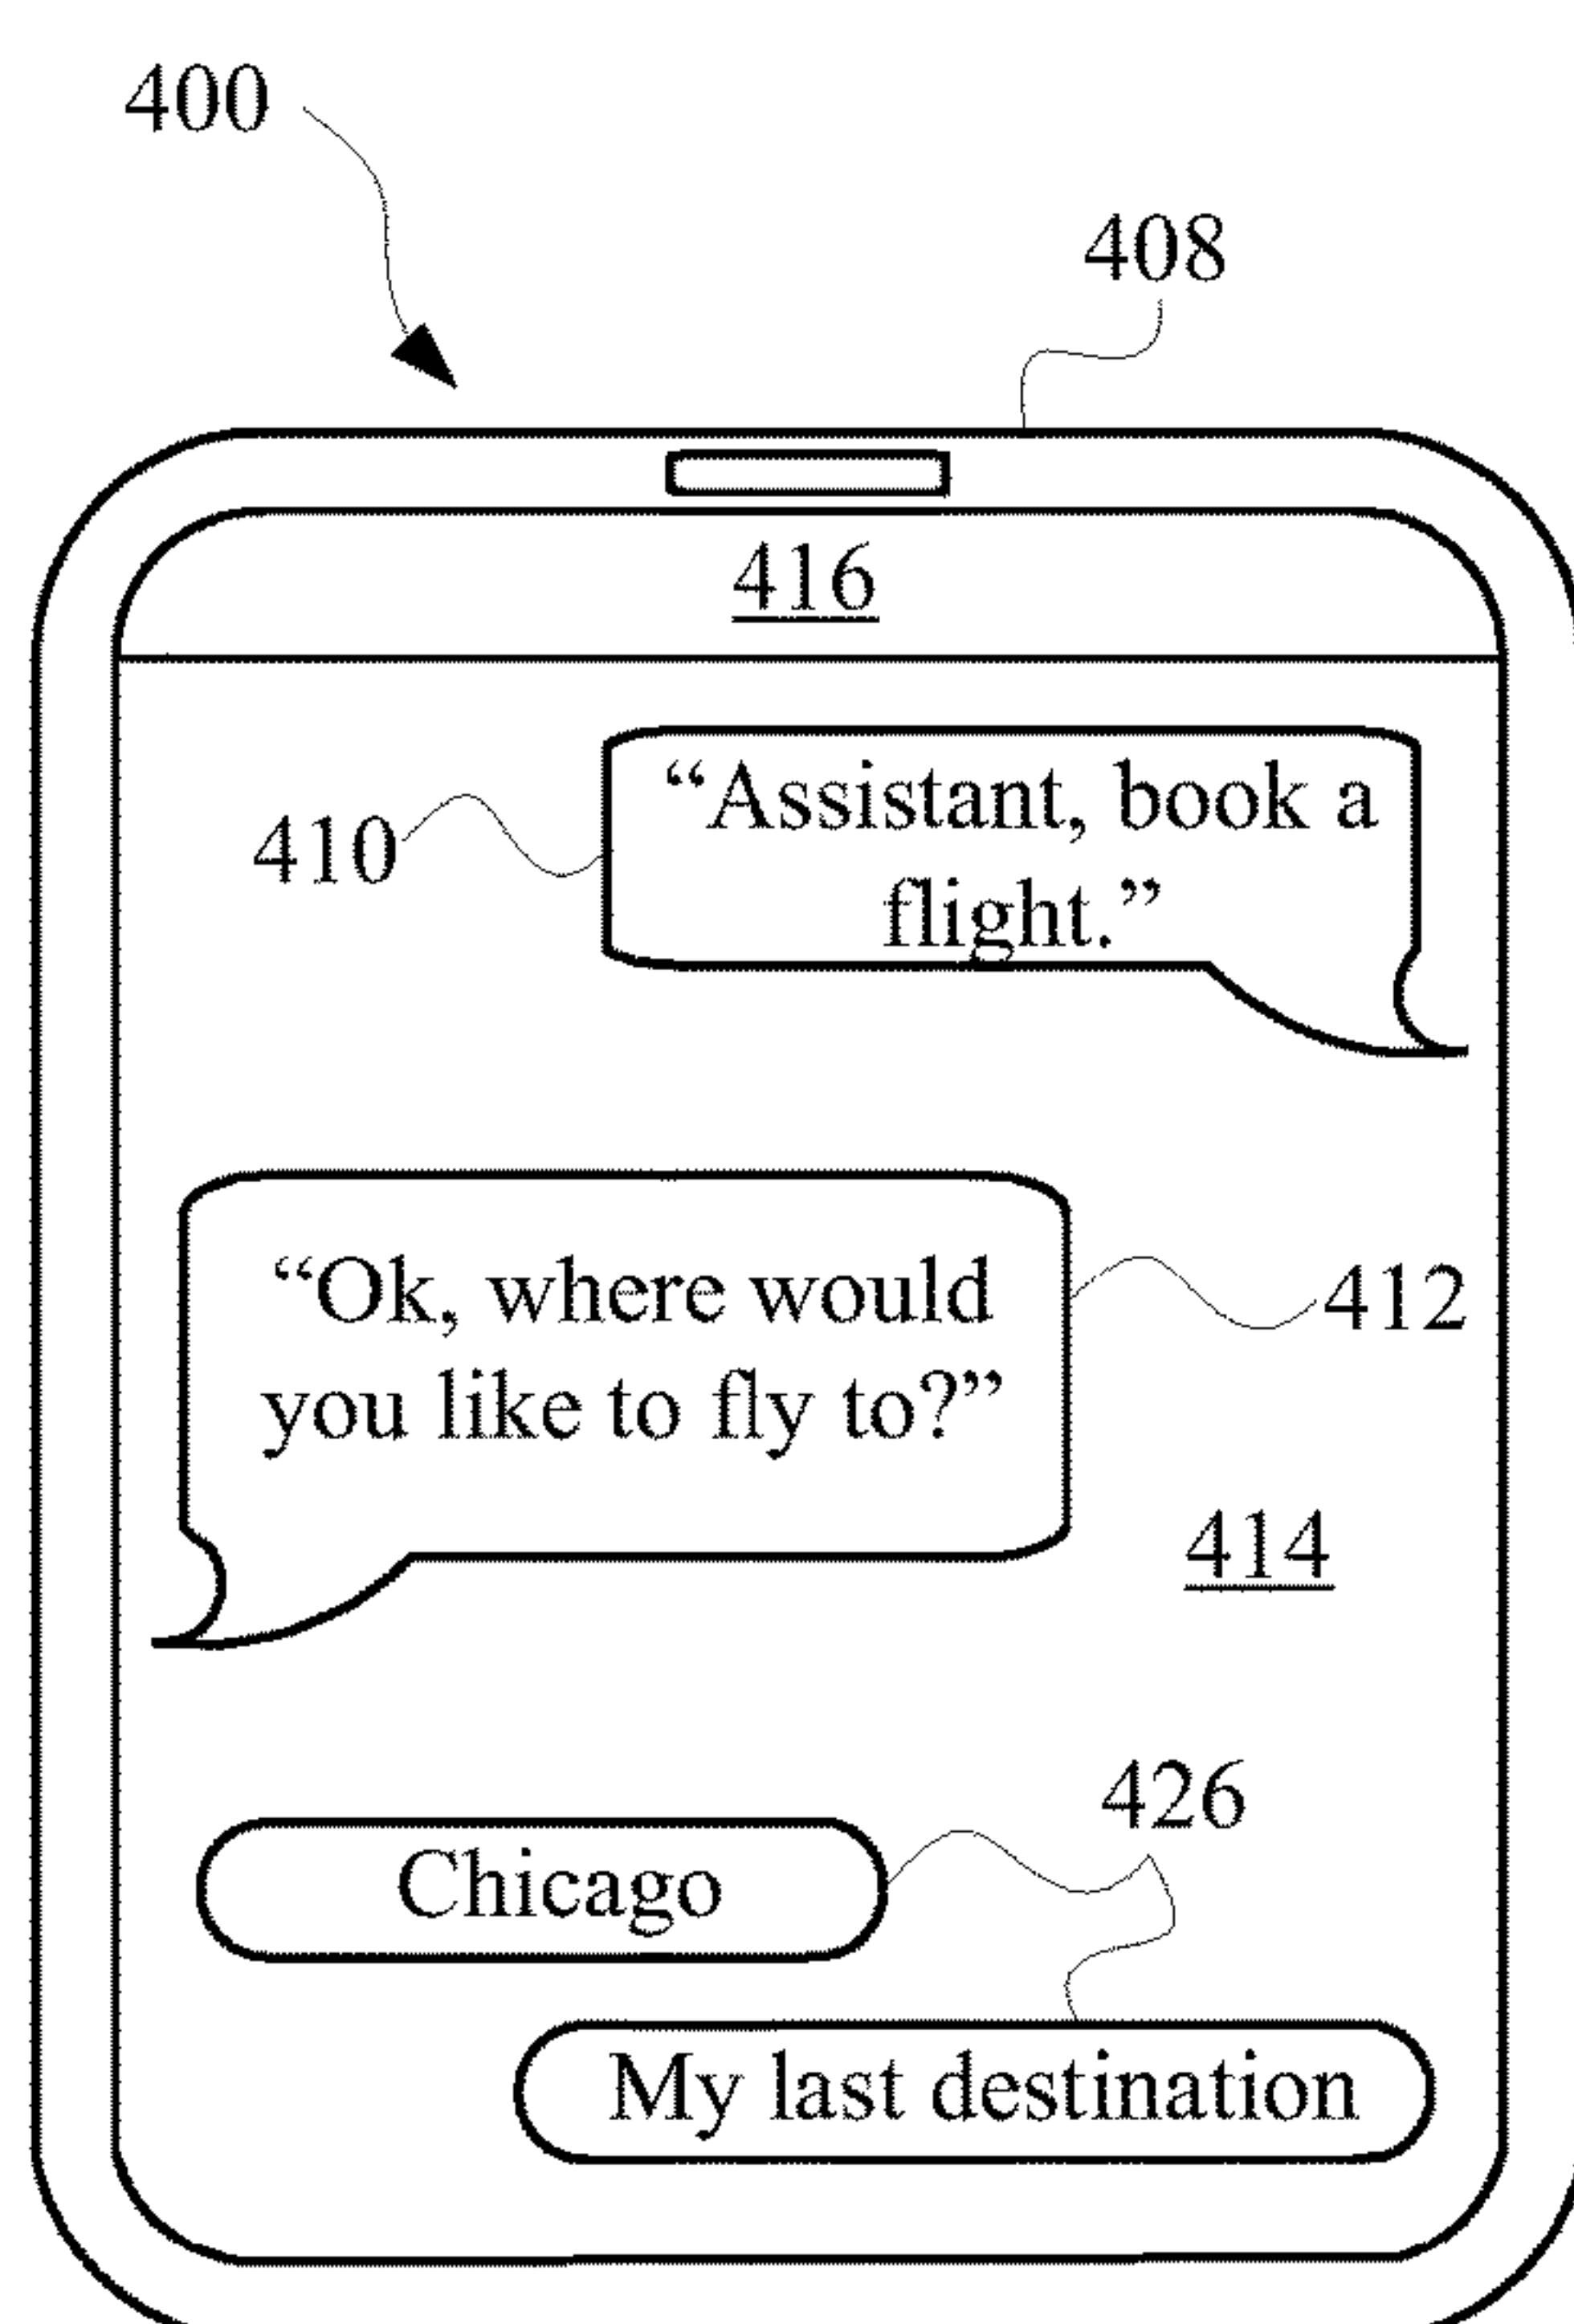 400
408
416
“Assistant, book a
flight.”
410
“Ok, where would
you like to fly to?”
412
414
426
Chicago
My last destination